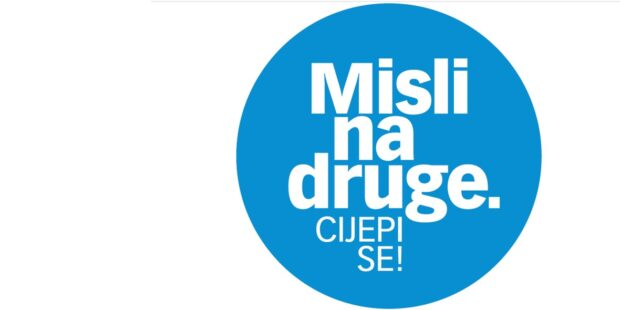 Misli
na
druge.
CIJEPI
SE!